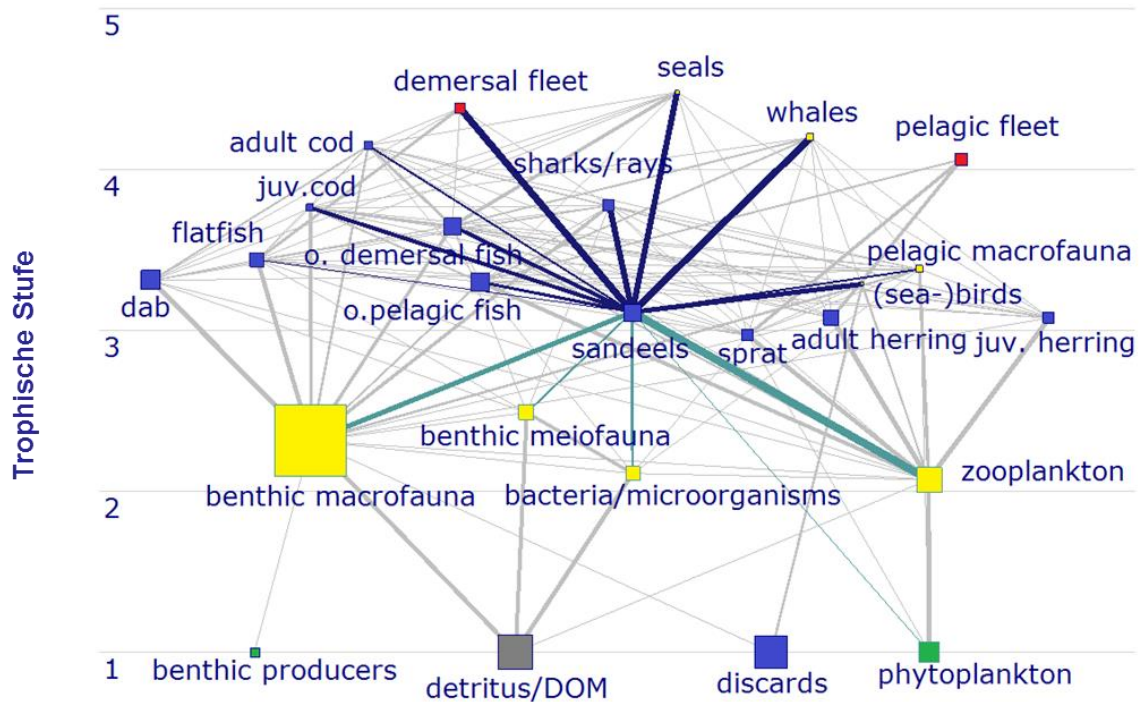 5
demersal fleet
seals
whales
pelagic fleet
adult cod
sharks/rays
4
juv.cod
flatfish
o. demersal fish
pelagic macrofauna
dab
o.pelagic fish
(sea-)birds
3
sandeels
sprat
adult herring
juv. herring
Trophische Stufe
benthic meiofauna
zooplankton
benthic macrofauna
bacteria/microorganisms
2
1
benthic producers
detritus/DOM
discards
phytoplankton